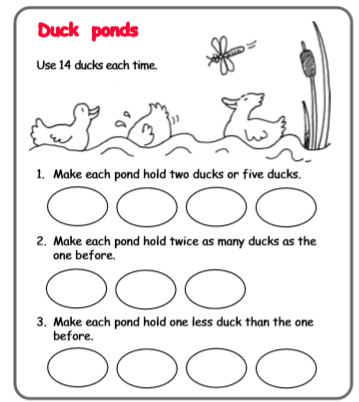 Duck ponds
Use 14 ducks each time.
1. Make each pond hold two ducks or five ducks.
2. Make each pond hold twice as many ducks as the
one before.
3. Make each pond hold one less duck than the one
before.